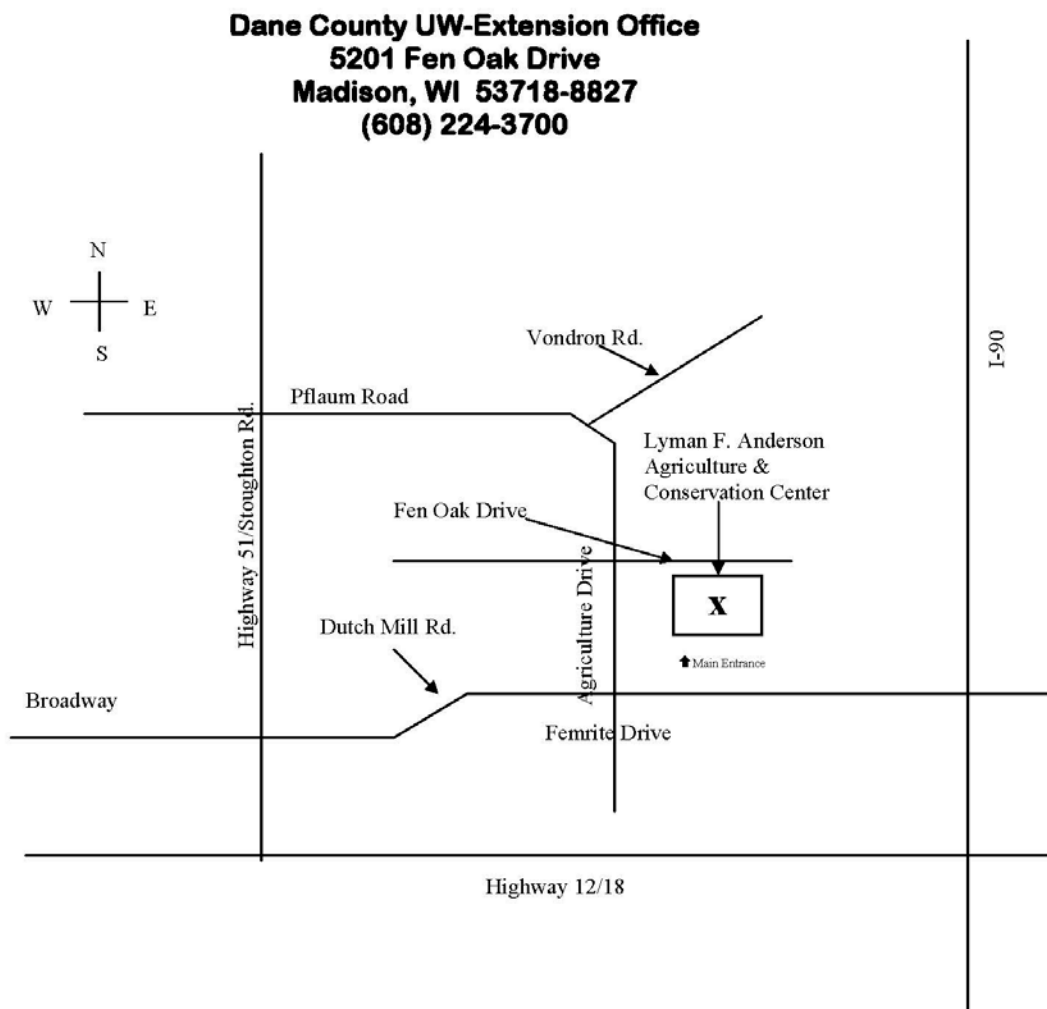 Dane County UW-Extension Office
5201 Fen Oak Drive
Madison, WI 53718-8827
(608) 224-3700
N
W
E
S
Vondron Rd.
I-90
Pflaum Road
Highway 51/Stoughton Rd.
Lyman F. Anderson
Agriculture &
Conservation Center
Fen Oak Drive
Agriculture Drive
X
Dutch Mill Rd.
Main Entrance
Broadway
Femrite Drive
Highway 12/18